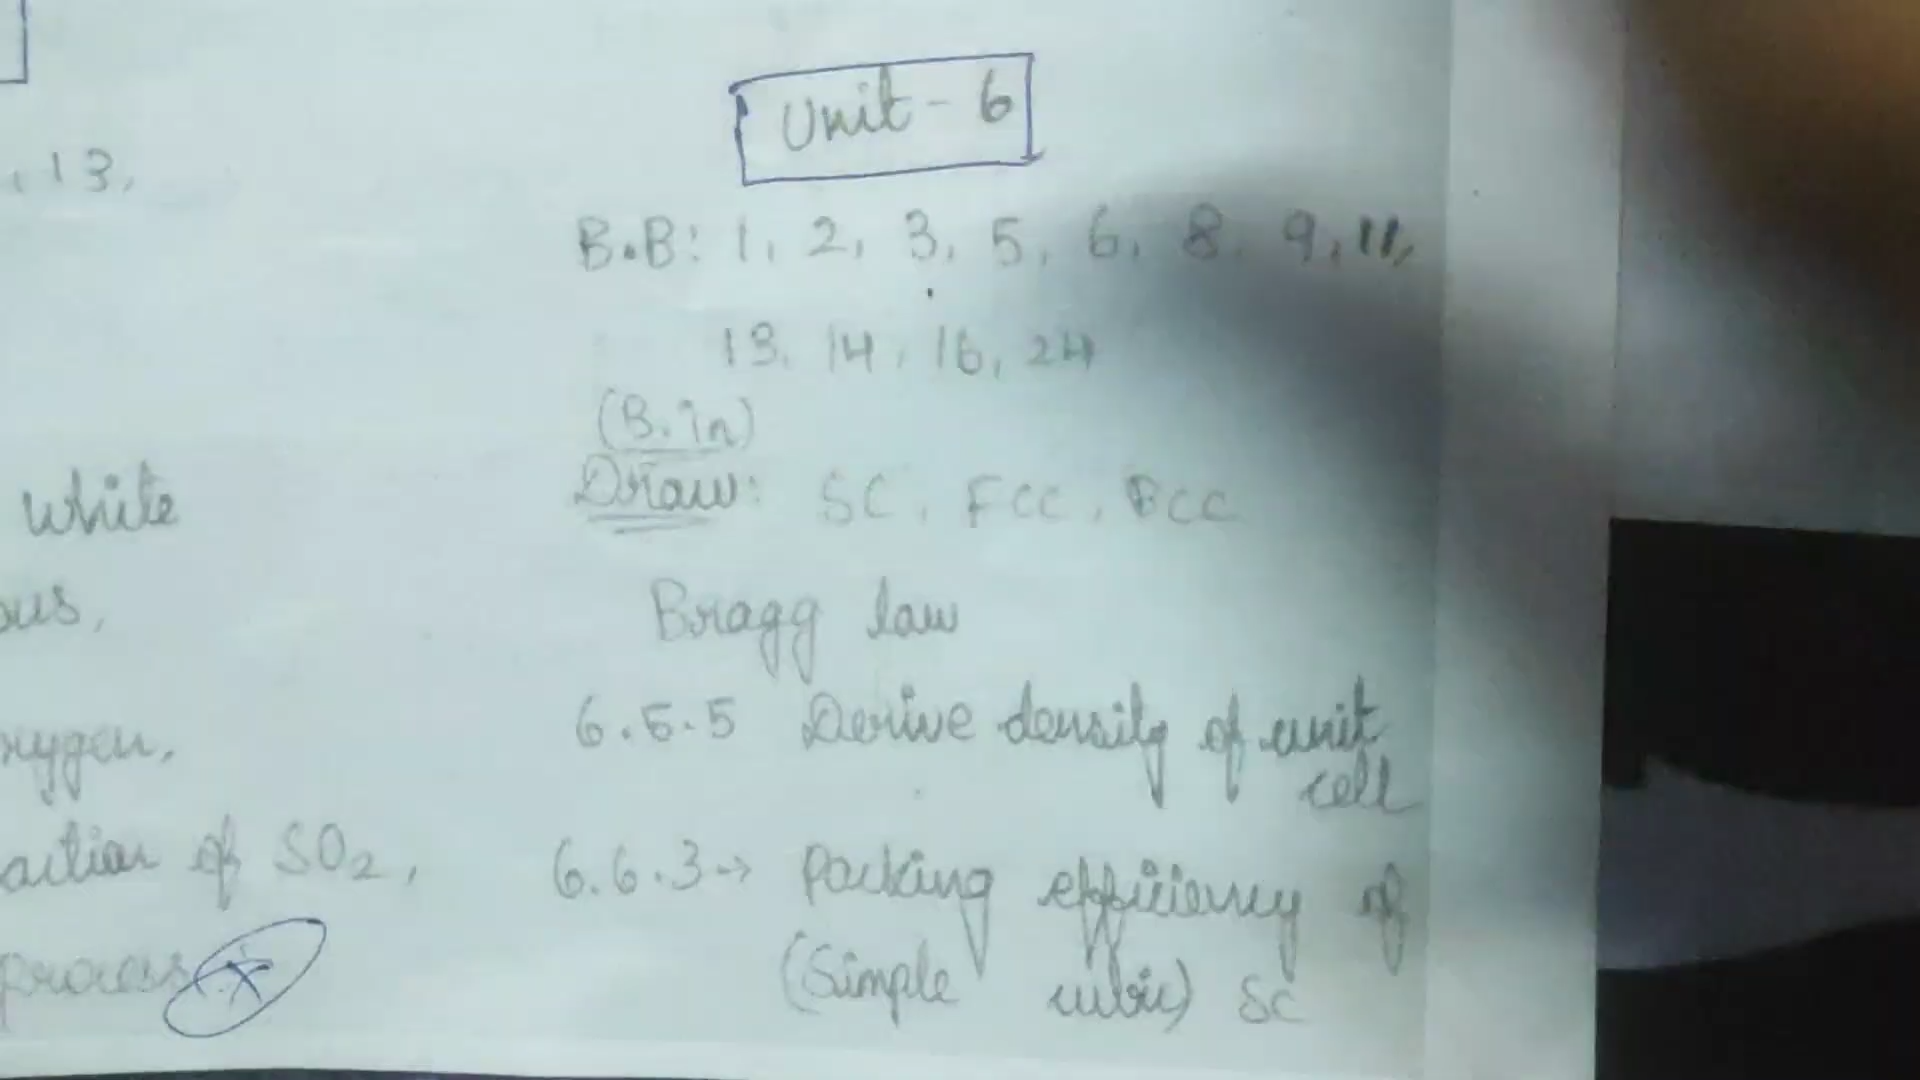 , 13,
white
ous,
oxygen,
of SO2,
process
Unit - 6
B.B: 1, 2, 3, 5, 6, 8, 9, 11,
13, 14, 16, 24
(B. in)
Draw: SC, FCC, BCC
Bragg law
6.5.5 Derive density of unit
cell
6.6.3 → Packing efficiency of
(Simple cubic) SC